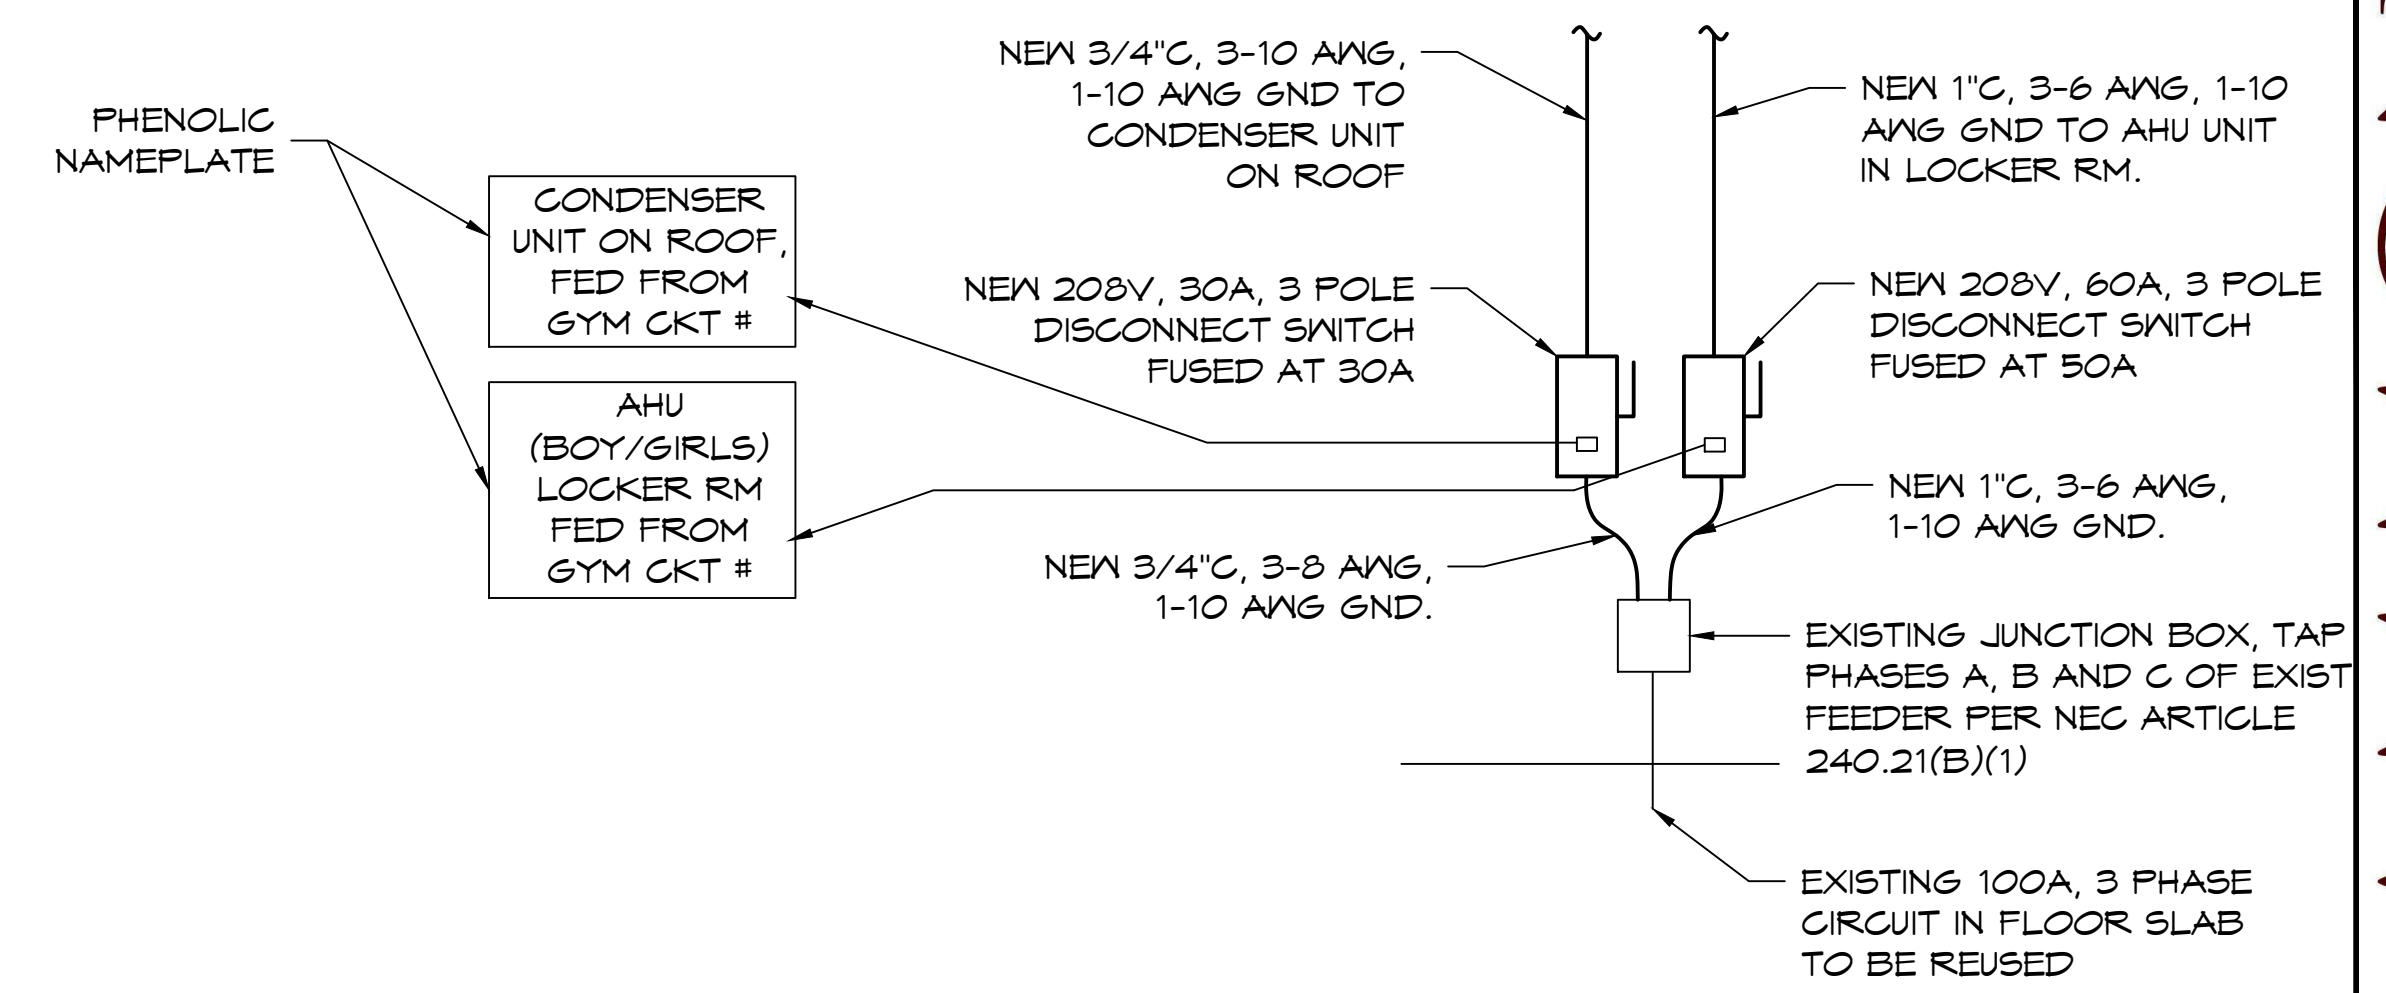 PHENOLIC
NAMEPLATE
CONDENSER
UNIT ON ROOF,
FED FROM
GYM CKT #
AHU
(BOY/GIRLS)
LOCKER RM
FED FROM
GYM CKT #
NEW 3/4"C, 3-10 AWG,
1-10 AWG GND TO
CONDENSER UNIT
ON ROOF
NEW 1"C, 3-6 AWG, 1-10
AWG GND TO AHU UNIT
IN LOCKER RM.
NEW 208V, 30A, 3 POLE
DISCONNECT SWITCH
FUSED AT 30A
NEW 208V, 60A, 3 POLE
DISCONNECT SWITCH
FUSED AT 50A
NEW 3/4"C, 3-8 AWG,
1-10 AWG GND.
NEW 1"C, 3-6 AWG,
1-10 AWG GND.
EXISTING JUNCTION BOX, TAP
PHASES A, B AND C OF EXIST
FEEDER PER NEC ARTICLE
240.21(B)(1)
EXISTING 100A, 3 PHASE
CIRCUIT IN FLOOR SLAB
TO BE REUSED